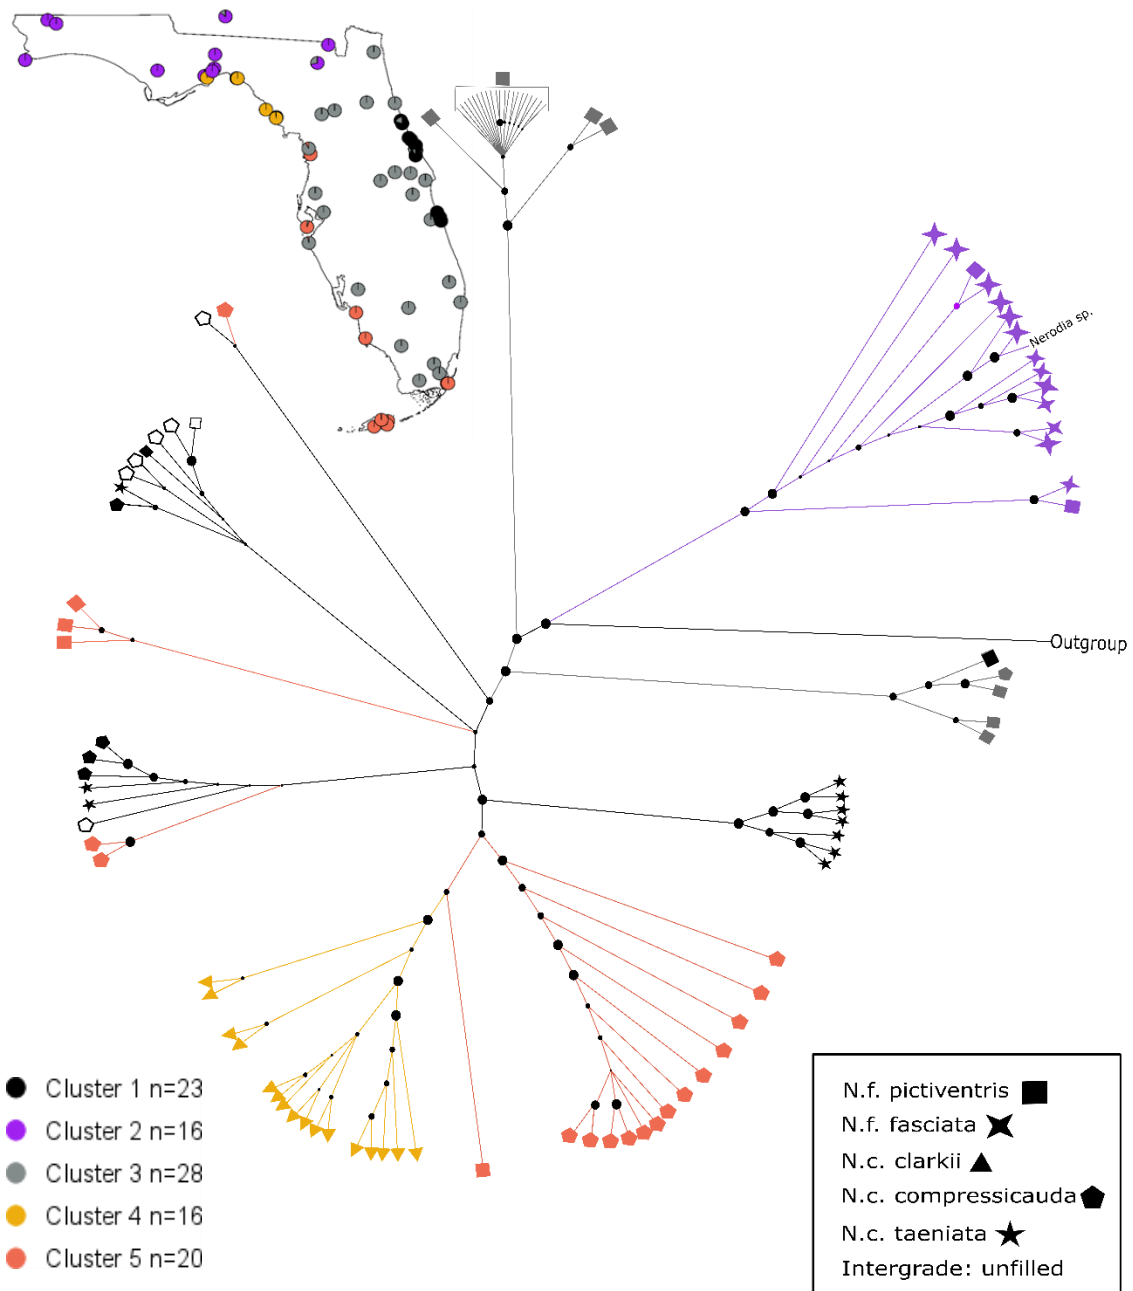 Nerodia sp.
Outgroup
Cluster 1 n=23
Cluster 2 n=16
Cluster 3 n=28
Cluster 4 n=16
Cluster 5 n=20
N.f. pictiventris
N.f. fasciata
N.c. clarkii
N.c. compressicauda
N.c. taeniata
Intergrade: unfilled